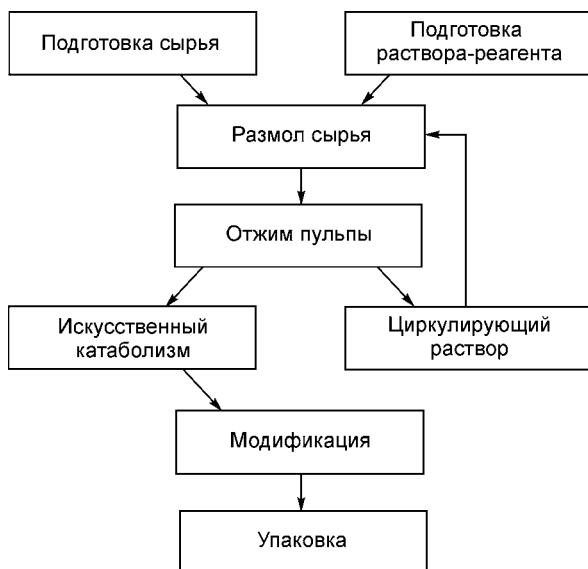 Подготовка сырья
Подготовка
раствора-реагента
Размол сырья
Отжим пульпы
Искусственный
катаболизм
Циркулирующий
раствор
Модификация
Упаковка